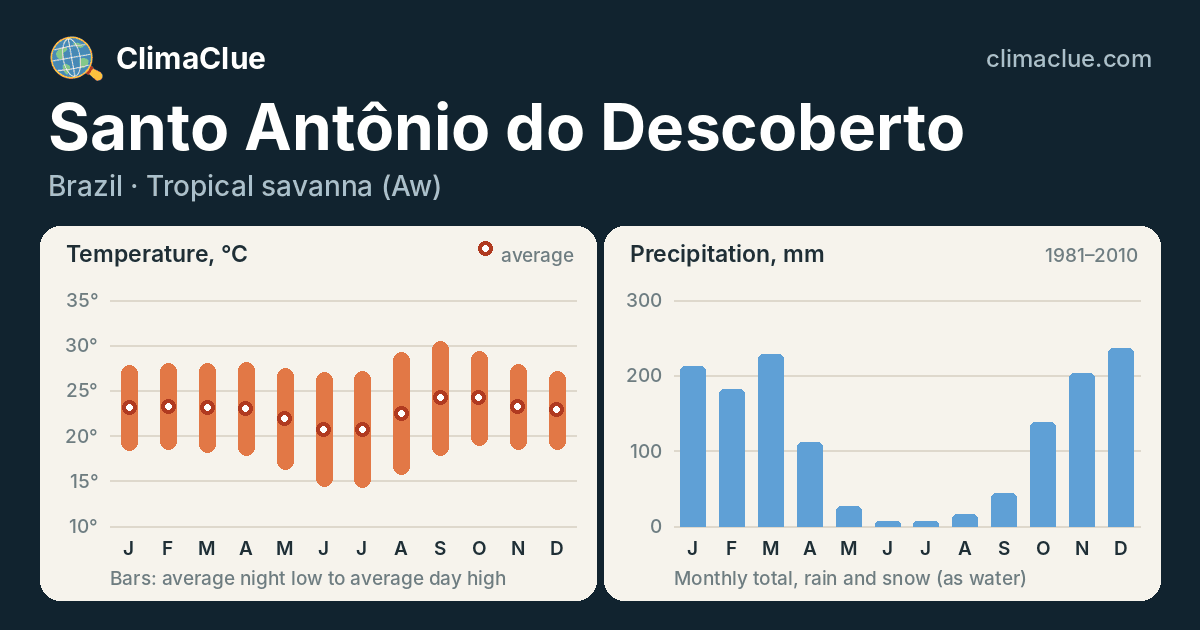 ClimaClue
climaclue.com
Santo Antônio do Descoberto
Brazil · Tropical savanna (Aw)
Temperature, °C
average
35°
30°
25°
20°
15°
10°
J F M A M J J A S O N D
Bars: average night low to average day high
Precipitation, mm
1981–2010
300
200
100
0
J F M A M J J A S O N D
Monthly total, rain and snow (as water)